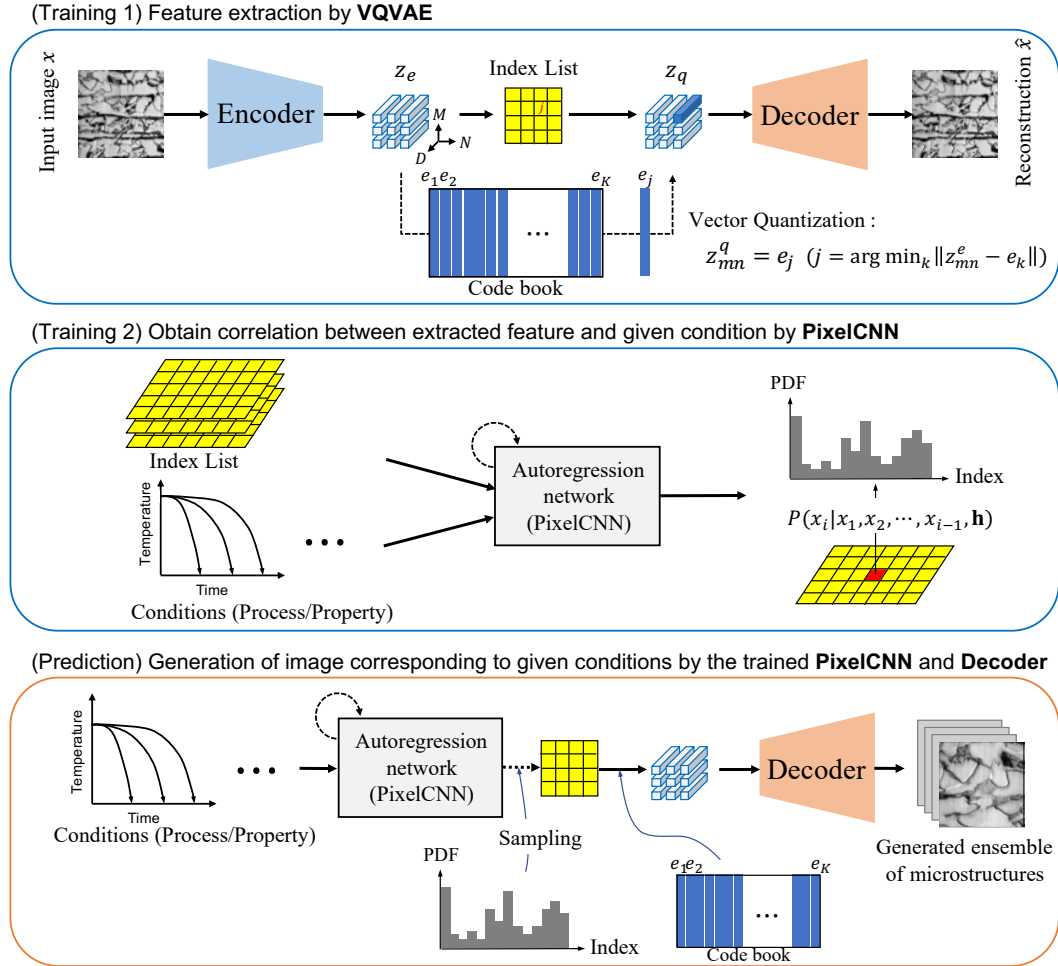 (Training 1) Feature extraction by VQVAE
Input image x
Encoder
z_e
M
N
D
Index List
j
z_q
Decoder
Reconstruction x̂
e_1 e_2
e_K
e_j
...
Code book
Vector Quantization :
z^q_{mn} = e_j (j = arg min_k ‖z^e_{mn} − e_k‖)
(Training 2) Obtain correlation between extracted feature and given condition by PixelCNN
Index List
Temperature
Time
Conditions (Process/Property)
...
Autoregression
network
(PixelCNN)
PDF
Index
P(x_i|x_1, x_2, ⋯, x_{i−1}, h)
(Prediction) Generation of image corresponding to given conditions by the trained PixelCNN and Decoder
Temperature
Time
Conditions (Process/Property)
...
Autoregression
network
(PixelCNN)
Sampling
PDF
Index
e_1 e_2
e_K
...
Code book
Decoder
Generated ensemble
of microstructures